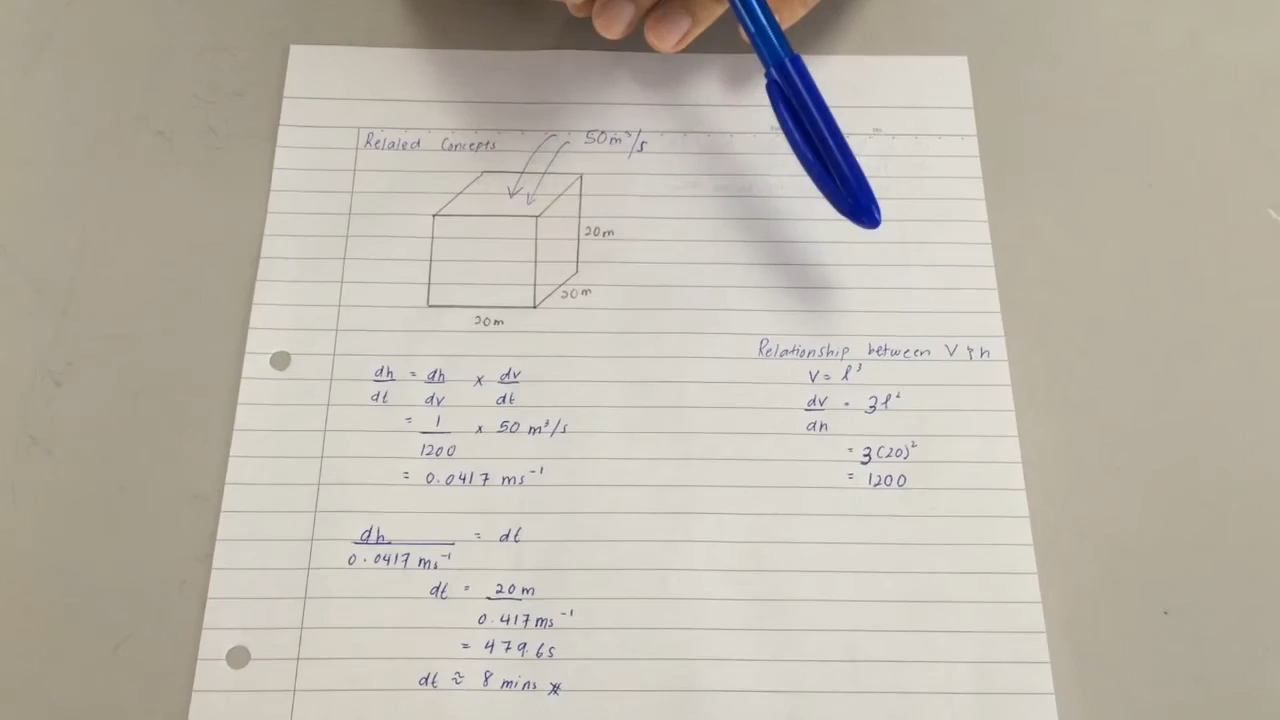 Related Concepts
50m³/s
20m
20m
20m
dh/dt = dh/dv × dv/dt
= 1/1200 × 50 m³/s
= 0.0417 ms⁻¹
dh/0.0417 ms⁻¹ = dt
dt = 20m/0.417ms⁻¹
= 479.6s
dt ≈ 8 mins
Relationship between V & h
V = l³
dv/dh = 3l²
= 3(20)²
= 1200